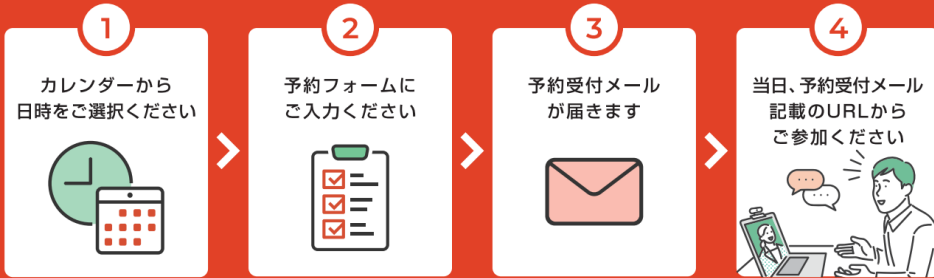 1
カレンダーから
日時をご選択ください
2
予約フォームに
ご入力ください
3
予約受付メール
が届きます
4
当日、予約受付メール
記載のURLから
ご参加ください